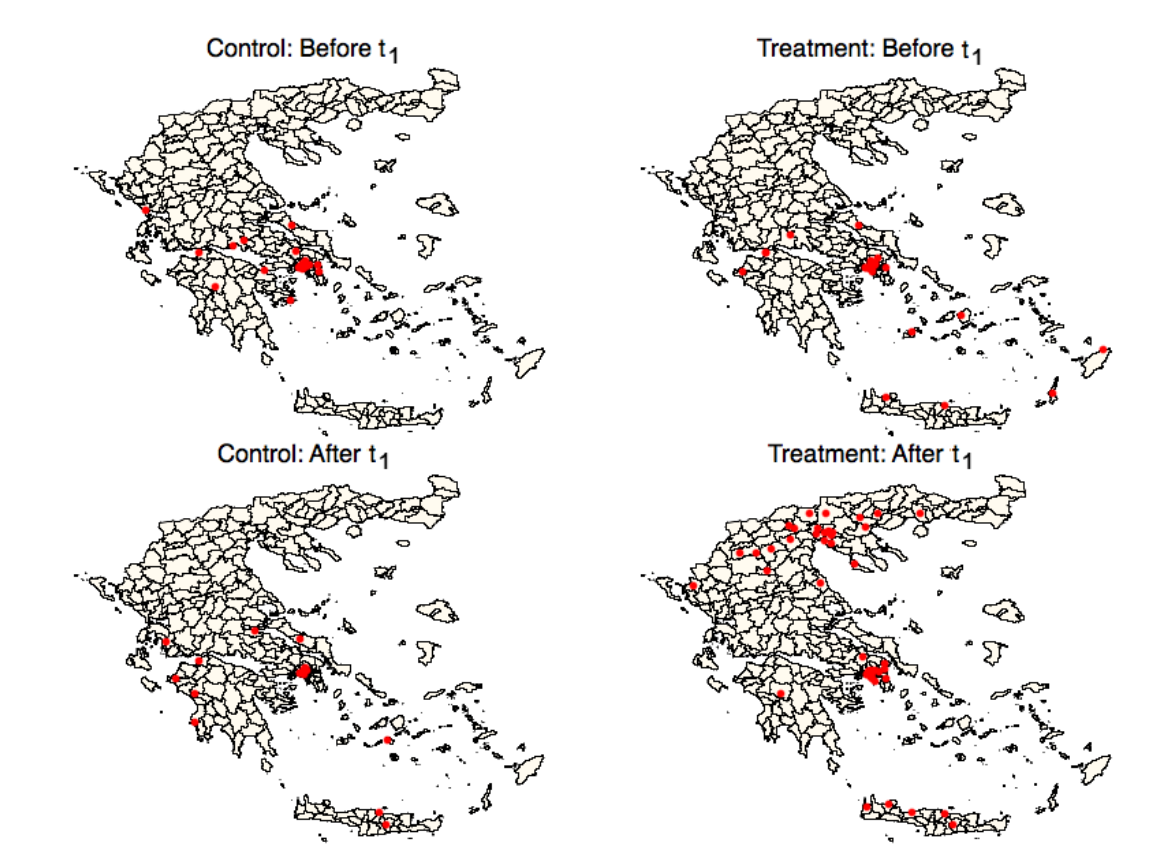 Control: Before t1
Treatment: Before t1
Control: After t1
Treatment: After t1